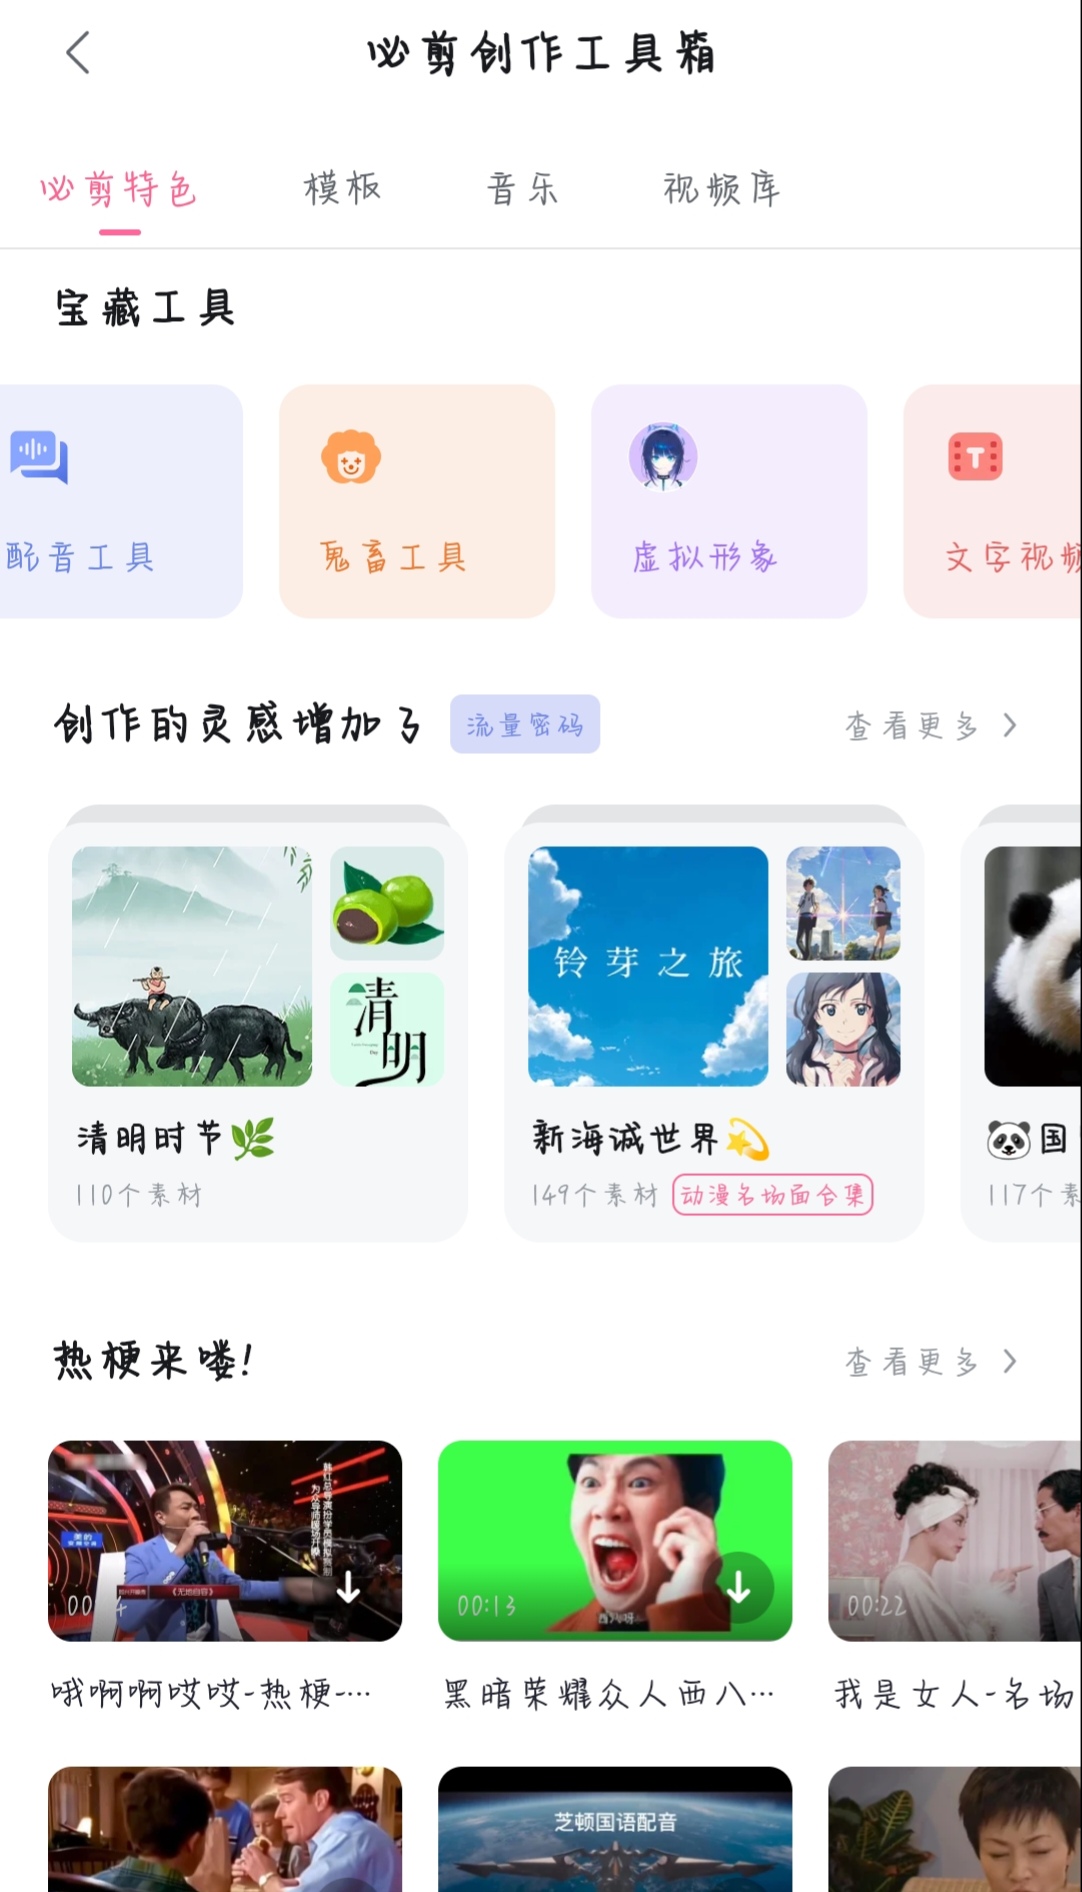 必剪创作工具箱
必剪特色 模板 音乐 视频库
宝藏工具
配音工具 鬼畜工具 虚拟形象 文字视频
创作的灵感增加了 流量密码 查看更多
铃芽之旅
清明
清明时节 新海诚世界 国
110个素材 149个素材 动漫名场面合集 117个素
热梗来喽! 查看更多
《无地自容》
00:13 00:22
哦啊啊哎哎-热梗-… 黑暗荣耀众人西八… 我是女人-名场
芝顿国语配音